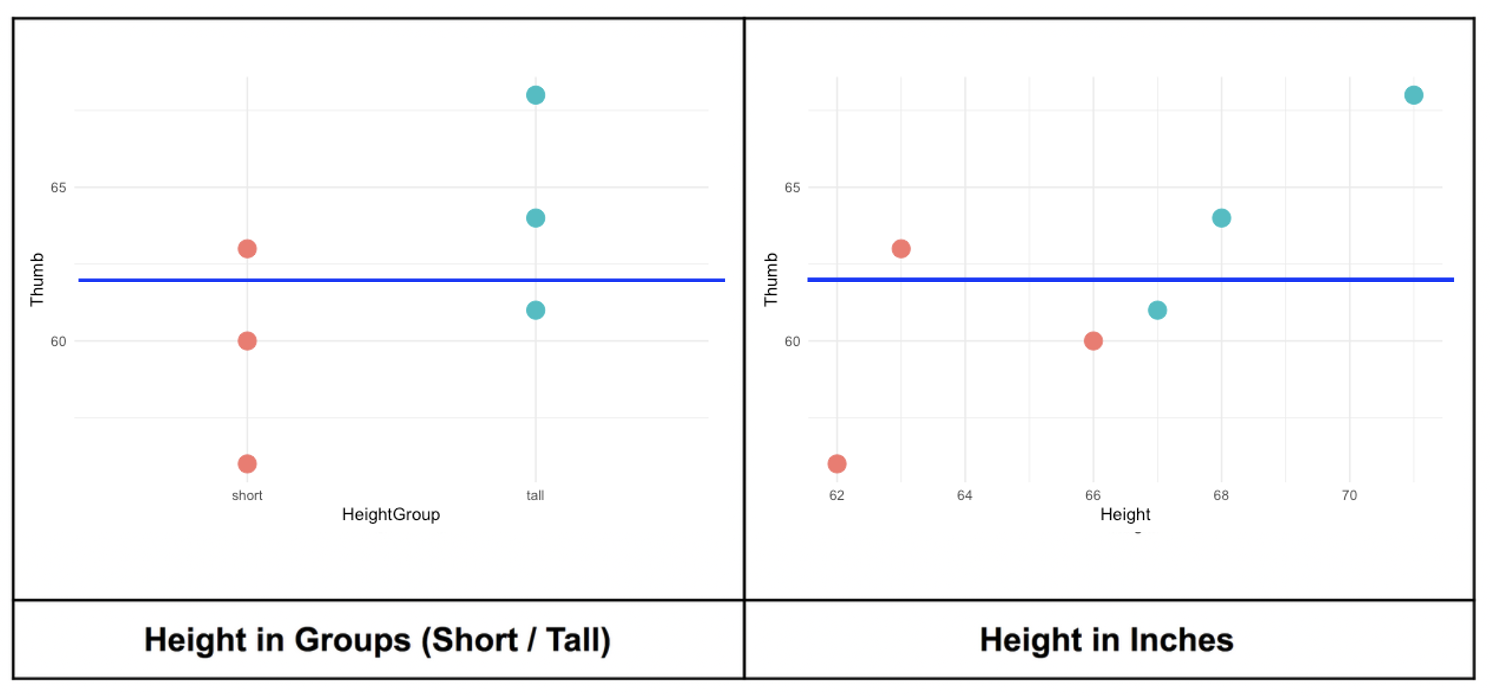 Thumb
65
60
short
tall
HeightGroup
Height in Groups (Short / Tall)
Thumb
65
60
62
64
66
68
70
Height
Height in Inches